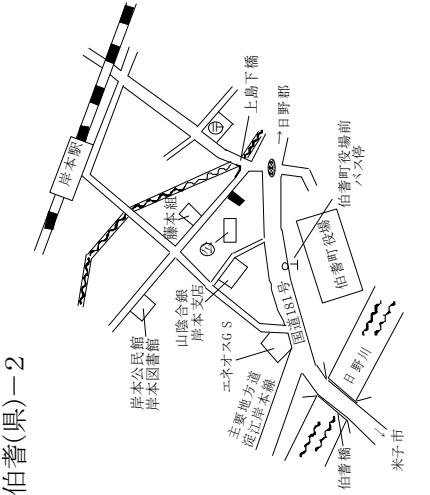 伯耆(県)-2
岸本駅
上島下橋
→日野郡
藤本組
伯耆町役場前
バス停
伯耆町役場
山陰合銀
岸本支店
岸本公民館
岸本図書館
エネオスGS
国道181号
主要地方道
淀江岸本線
日野川
伯耆橋
米子市